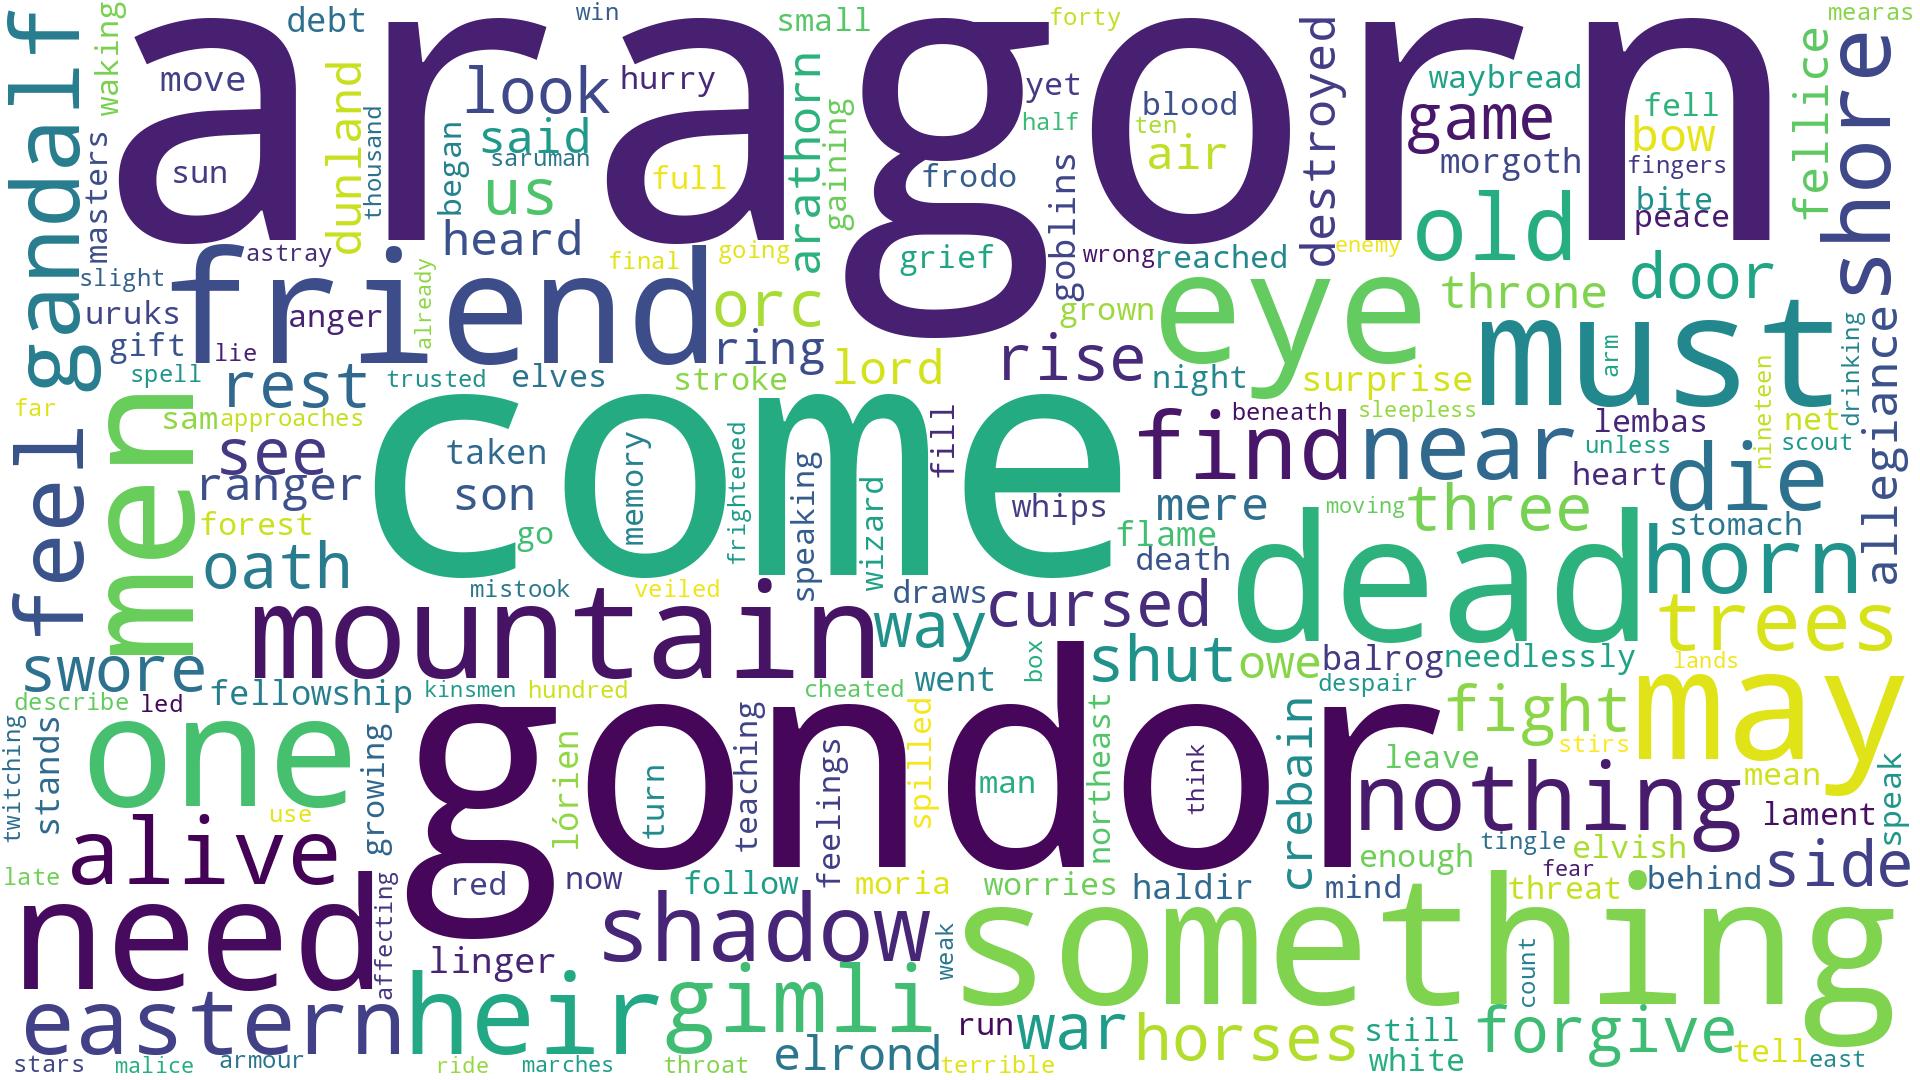 aragorn
gondor
come
something
friend
mountain
dead
may
eye
must
need
one
men
nothing
shadow
alive
find
near
gandalf
shore
feel
heir
gimli
eastern
old
die
horn
trees
fight
cursed
look
us
said
heard
orc
ring
rise
lord
game
bow
door
throne
rest
see
ranger
oath
swore
way
shut
owe
three
side
war
horses
forgive
elrond
allegiance
fellice
destroyed
arathorn
dunland
goblins
crebain
son
taken
mere
flame
death
debt
win
small
forty
mearas
waking
move
hurry
yet
waybread
fell
blood
ten
air
half
morgoth
fingers
bite
peace
sun
thousand
began
saruman
full
gaining
frodo
masters
grief
wrong
reached
enemy
astray
final
going
slight
uruks
anger
already
grown
gift
lie
spell
trusted
elves
stroke
night
surprise
arm
nineteen
drinking
far
sam
approaches
beneath
sleepless
lembas
net
unless
scout
heart
fill
frightened
memory
speaking
wizard
whips
moving
stomach
forest
go
mistook
veiled
draws
box
balrog
needlessly
lands
despair
describe
led
fellowship
kinsmen
hundred
cheated
went
twitching
stands
growing
lórien
turn
teaching
feelings
spilled
man
northeast
think
leave
stirs
mean
speak
lament
use
tingle
elvish
enough
fear
late
red
now
follow
moria
worries
haldir
mind
threat
behind
affecting
linger
weak
count
run
still
white
tell
east
stars
malice
armour
ride
marches
throat
terrible